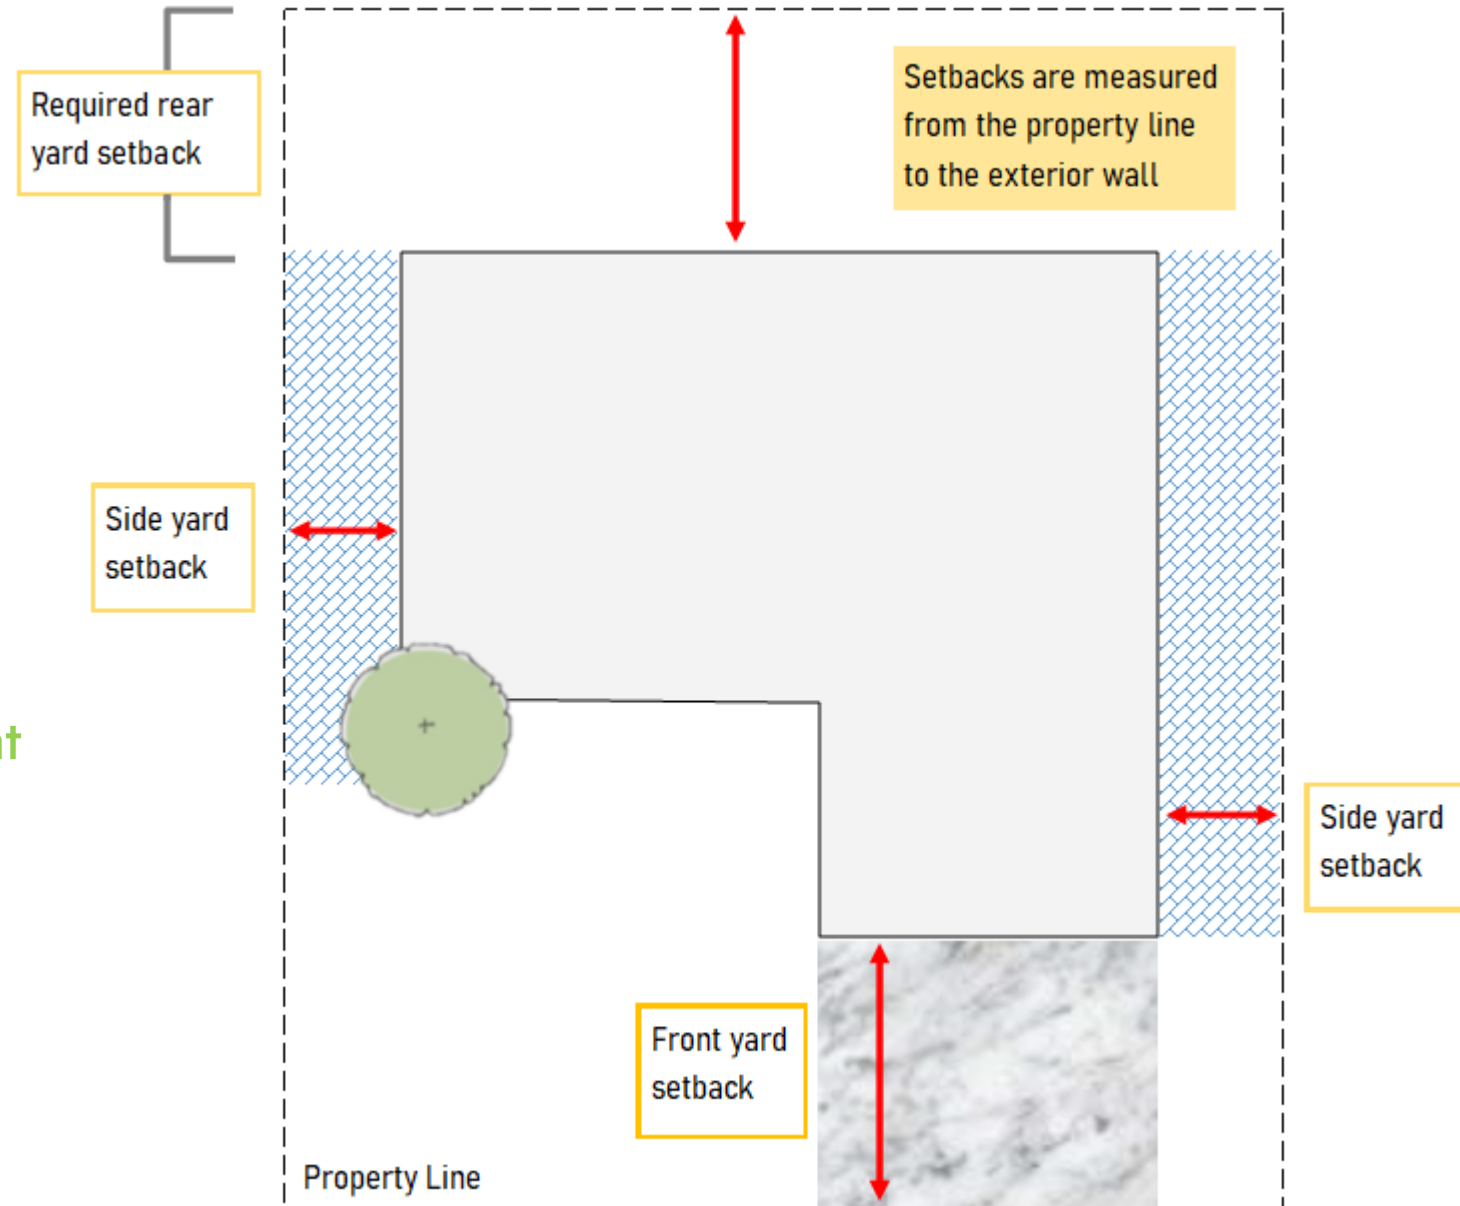 Required rear
yard setback
Setbacks are measured
from the property line
to the exterior wall
Side yard
setback
Side yard
setback
Front yard
setback
Property Line